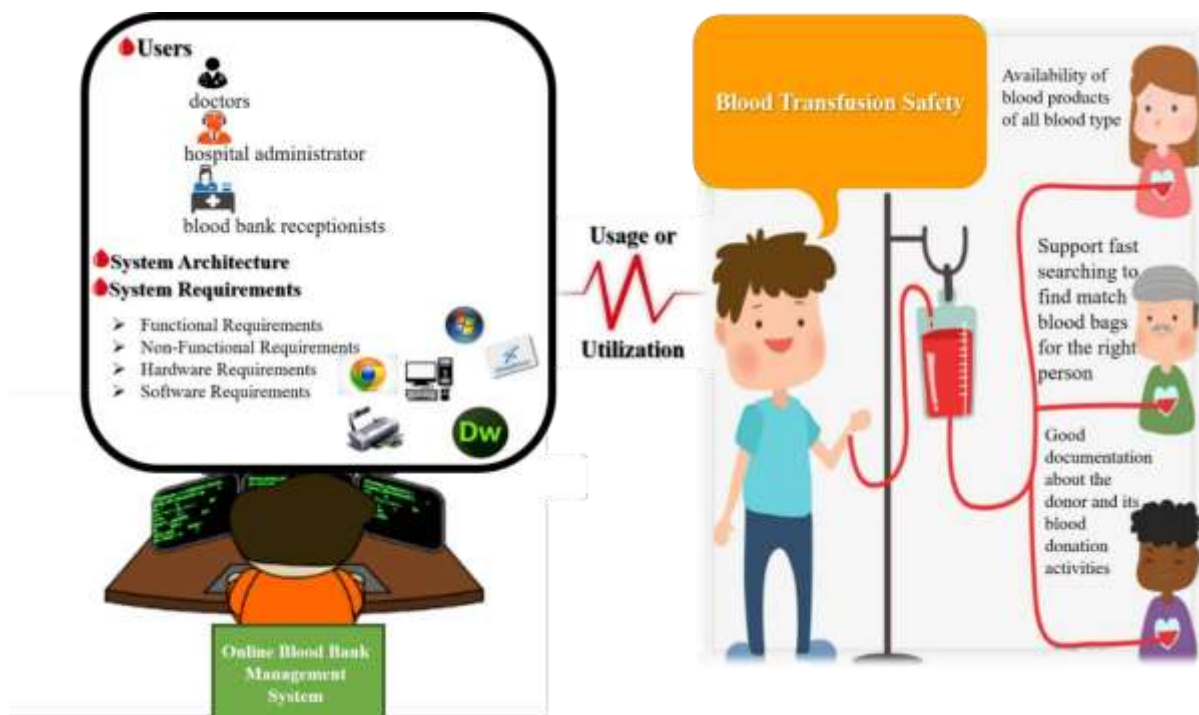 Users
doctors
hospital administrator
blood bank receptionists
System Architecture
System Requirements
Functional Requirements
Non-Functional Requirements
Hardware Requirements
Software Requirements
Dw
Online Blood Bank
Management
System
Usage or
Utilization
Blood Transfusion Safety
Availability of
blood products
of all blood type
Support fast
searching to
find match
blood bags
for the right
person
Good
documentation
about the
donor and its
blood
donation
activities